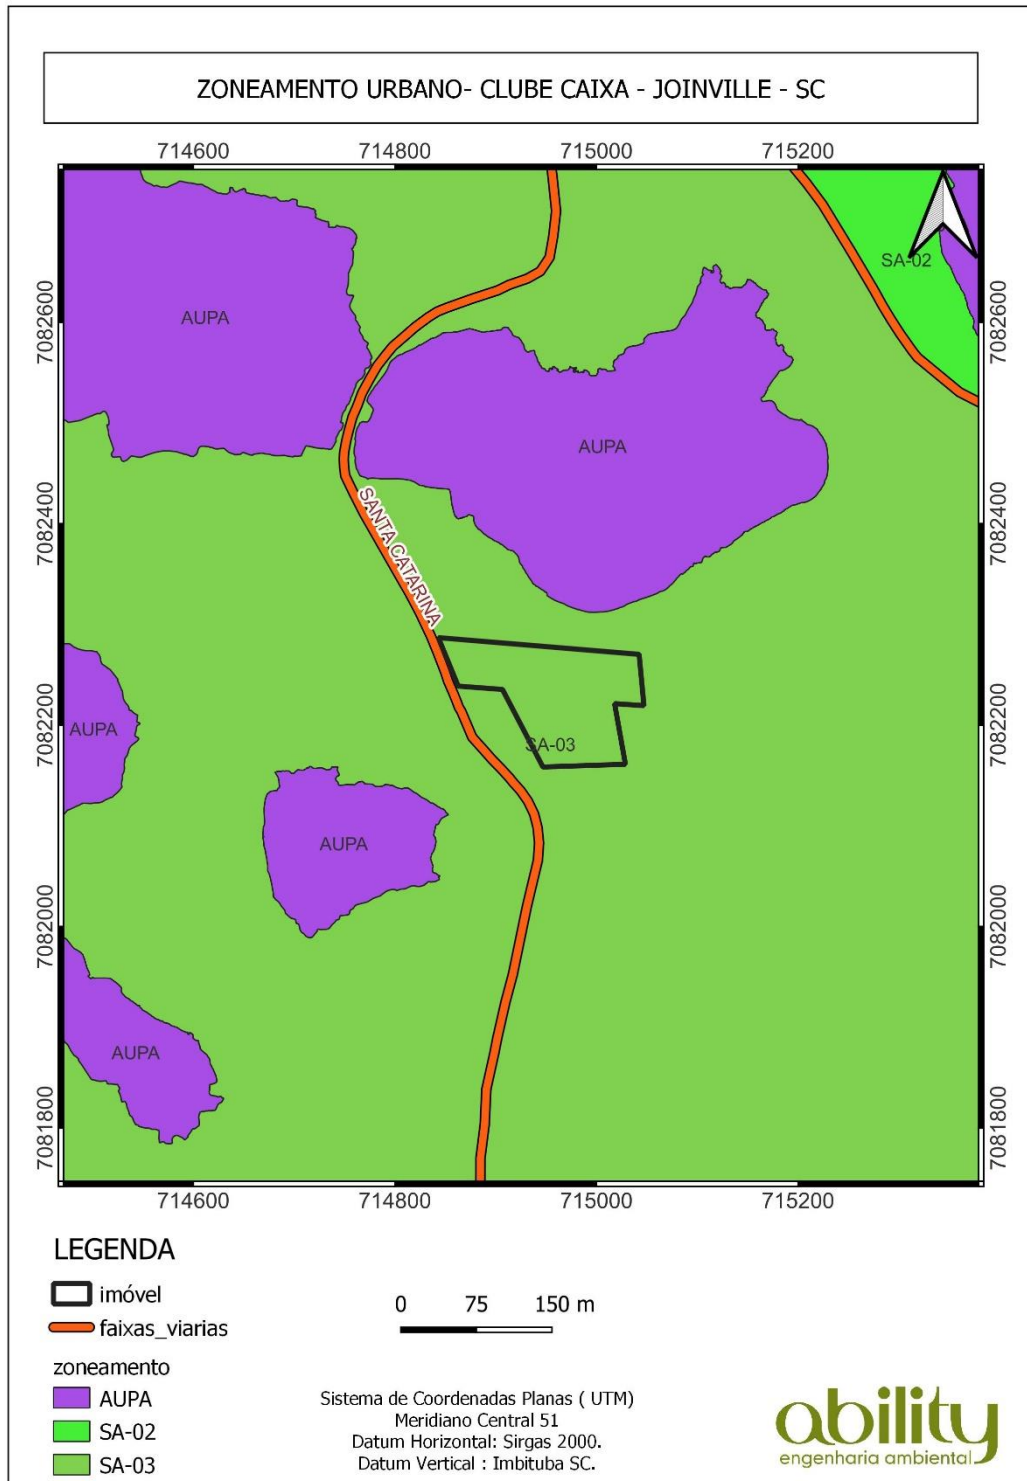 ZONEAMENTO URBANO- CLUBE CAIXA - JOINVILLE - SC
714600 714800 715000 715200
SA-02
AUPA
7082600 7082600
AUPA
7082400 7082400
SANTA CATARINA
7082200 7082200
AUPA
SA-03
AUPA
7082000 7082000
AUPA
7081800 7081800
714600 714800 715000 715200
LEGENDA
imóvel
faixas_viarias
0 75 150 m
zoneamento
AUPA
SA-02
SA-03
Sistema de Coordenadas Planas ( UTM)
Meridiano Central 51
Datum Horizontal: Sirgas 2000.
Datum Vertical : Imbituba SC.
ability
engenharia ambiental